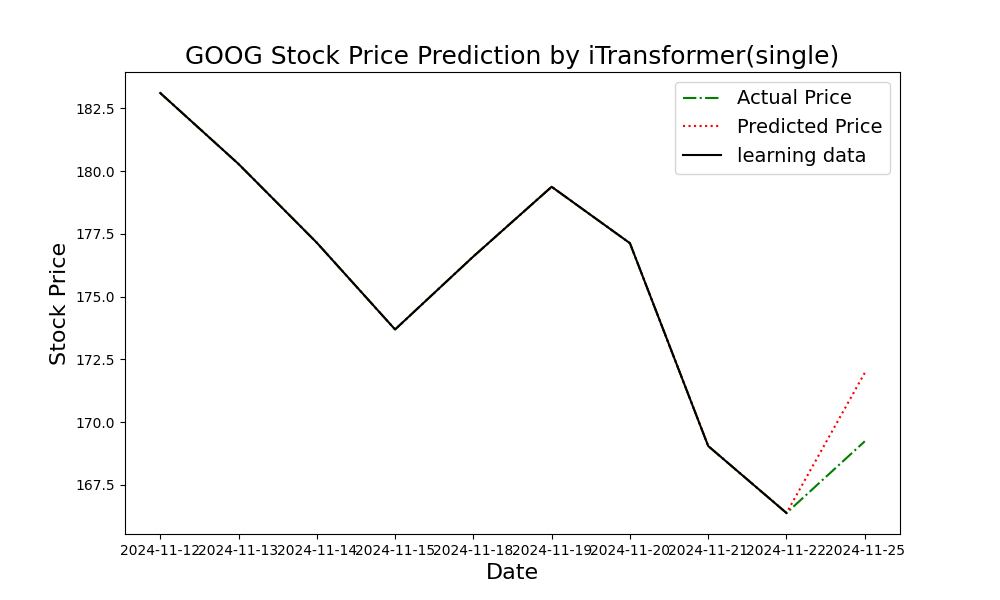 GOOG Stock Price Prediction by iTransformer(single)
Actual Price
Predicted Price
learning data
Stock Price
182.5
180.0
177.5
175.0
172.5
170.0
167.5
2024-11-12 2024-11-13 2024-11-14 2024-11-15 2024-11-18 2024-11-19 2024-11-20 2024-11-21 2024-11-22 2024-11-25
Date